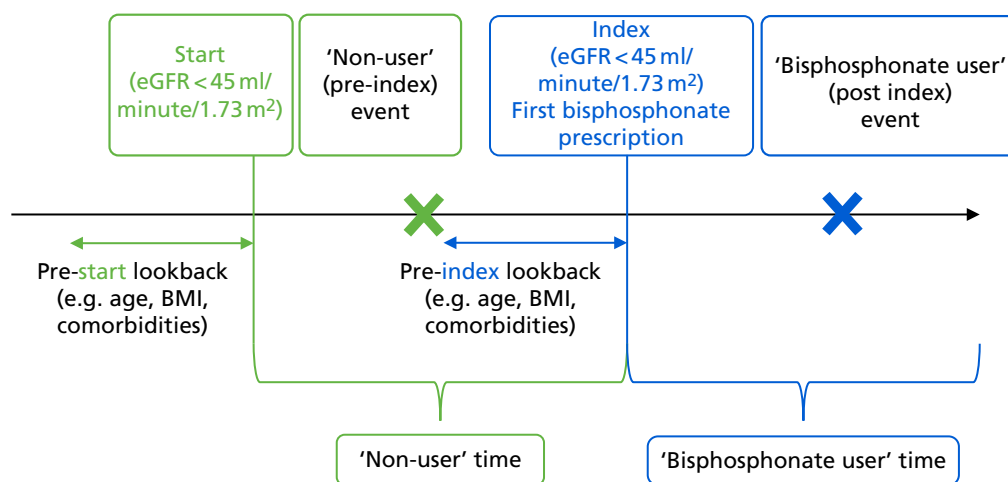 Start
(eGFR < 45 ml/
minute/1.73 m²)
‘Non-user’
(pre-index)
event
Index
(eGFR < 45 ml/
minute/1.73 m²)
First bisphosphonate
prescription
‘Bisphosphonate user’
(post index)
event
Pre-start lookback
(e.g. age, BMI,
comorbidities)
Pre-index lookback
(e.g. age, BMI,
comorbidities)
‘Non-user’ time
‘Bisphosphonate user’ time